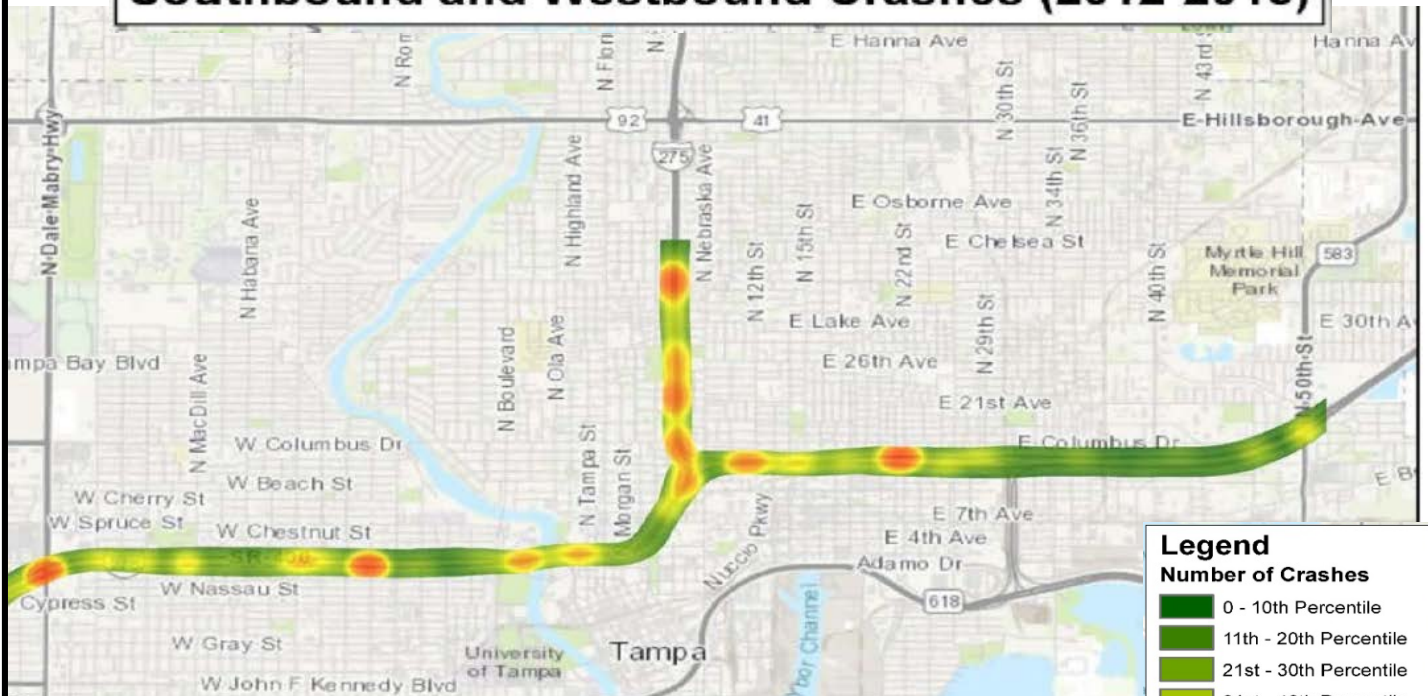 Southbound and Westbound Crashes (2012-2016)
E Hanna Ave
Hanna Av
N 43rd
N Rom
N Flori
N 30th St
N 36th St
92
41
E Hillsborough Ave
275
N Dale Mabry Hwy
N Highland Ave
N Nebraska Ave
N 34th St
E Osborne Ave
N Habana Ave
N 15th St
N 22nd St
E Chelsea St
N 12th St
N 40th St
Myrtle Hill
Memorial
Park
583
E Lake Ave
N 29th St
E 30th A
mpa Bay Blvd
N MacDill Ave
N Boulevard
N Ola Ave
E 26th Ave
N 50th St
E 21st Ave
W Columbus Dr
N Tampa St
Morgan St
E Columbus Dr
W Beach St
W Cherry St
W Spruce St
W Chestnut St
Nuccio Pkwy
E 7th Ave
E 4th Ave
Adamo Dr
W Nassau St
Cypress St
618
W Gray St
University
of Tampa
Tampa
Ybor Channel
W John F Kennedy Blvd
Legend
Number of Crashes
0 - 10th Percentile
11th - 20th Percentile
21st - 30th Percentile